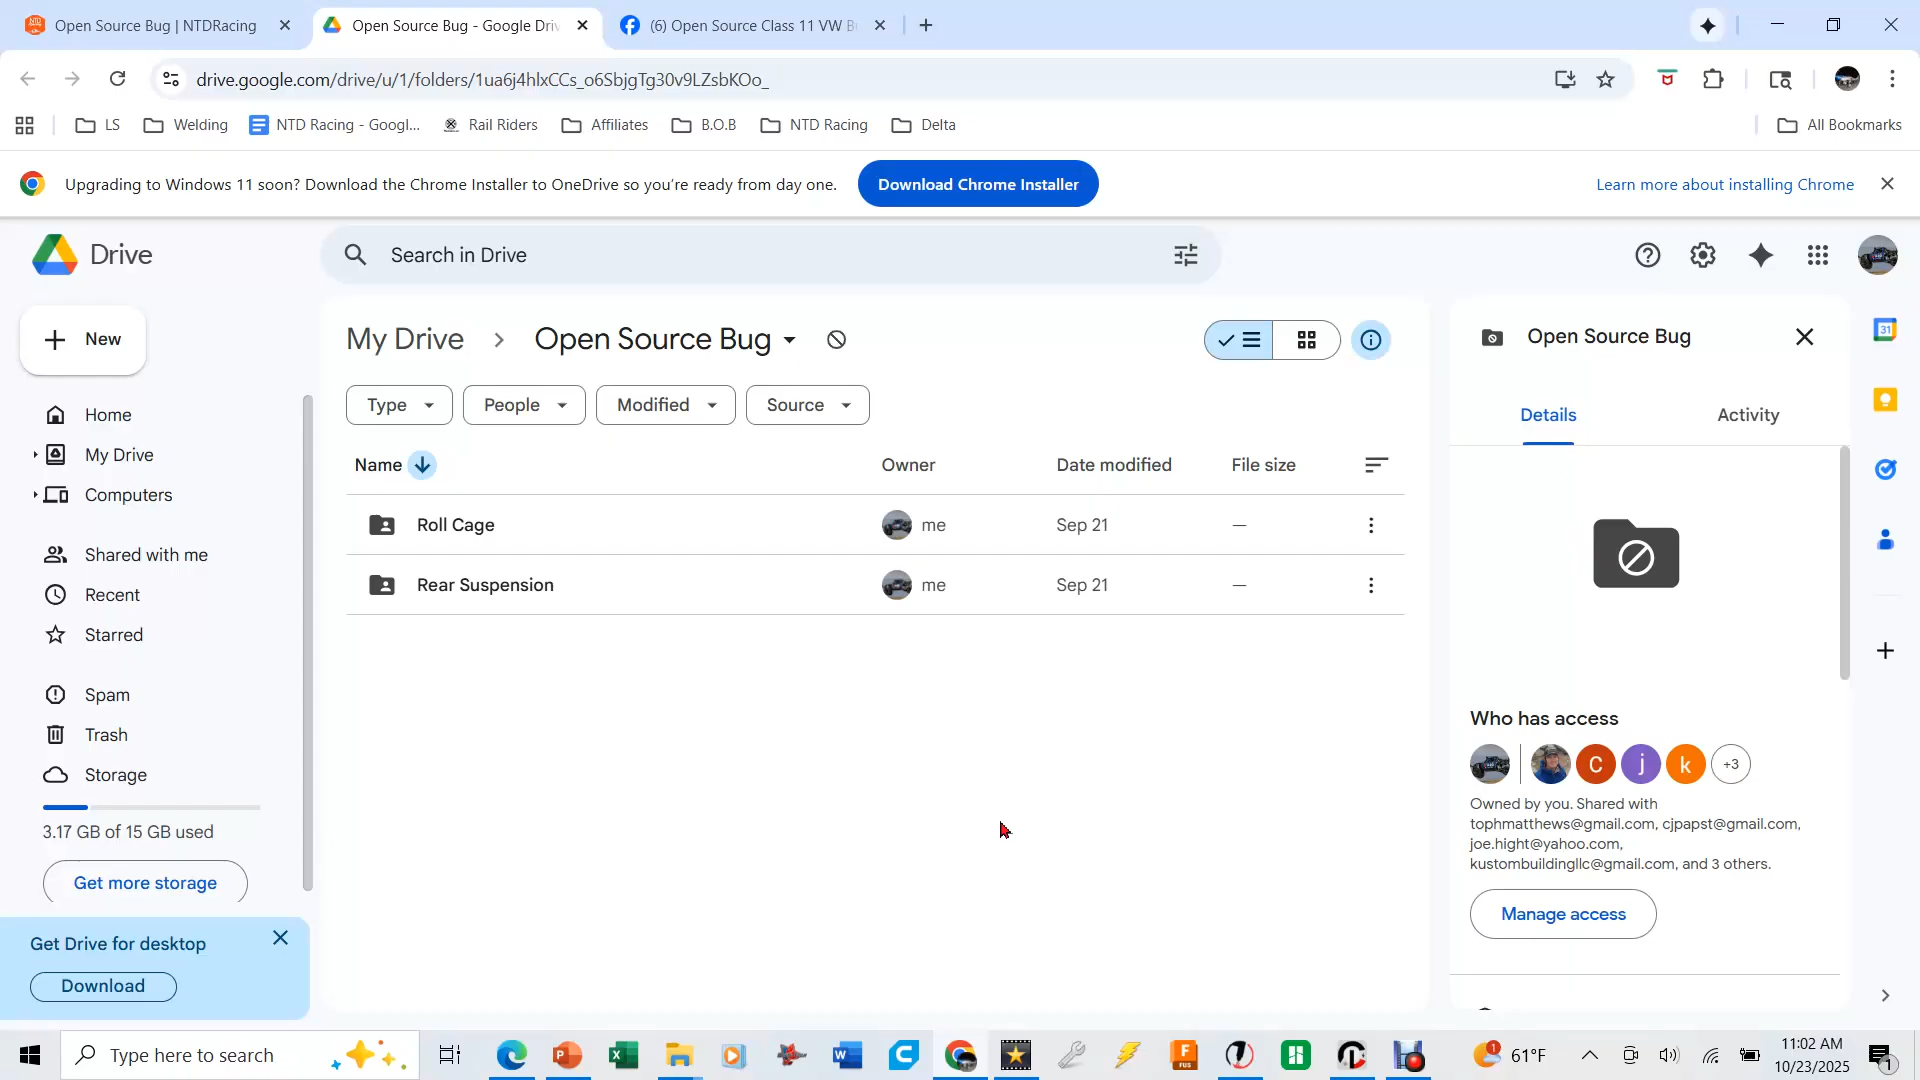 Open Source Bug | NTDRacing
Open Source Bug - Google Driv
(6) Open Source Class 11 VW B
drive.google.com/drive/u/1/folders/1ua6j4hlxCCs_o6SbjgTg30v9LZsbKOo_
LS
Welding
NTD Racing - Googl...
Rail Riders
Affiliates
B.O.B
NTD Racing
Delta
All Bookmarks
Upgrading to Windows 11 soon? Download the Chrome Installer to OneDrive so you're ready from day one.
Download Chrome Installer
Learn more about installing Chrome
Drive
Search in Drive
New
Home
My Drive
Computers
Shared with me
Recent
Starred
Spam
Trash
Storage
3.17 GB of 15 GB used
Get more storage
Get Drive for desktop
Download
My Drive > Open Source Bug
Type
People
Modified
Source
Name
Owner
Date modified
File size
Roll Cage
me
Sep 21
—
Rear Suspension
me
Sep 21
—
Open Source Bug
Details
Activity
Who has access
C
j
k
+3
Owned by you. Shared with
tophmatthews@gmail.com, cjpapst@gmail.com,
joe.hight@yahoo.com,
kustombuildingllc@gmail.com, and 3 others.
Manage access
31
Type here to search
61°F
11:02 AM
10/23/2025
1